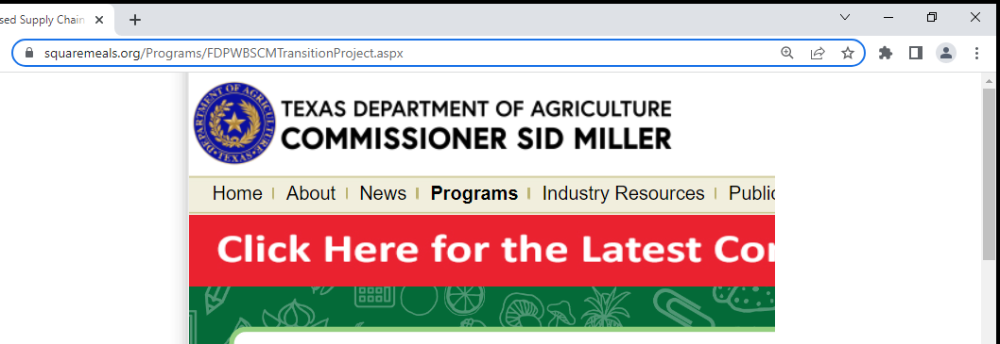 sed Supply Chain
squaremeals.org/Programs/FDPWBSCMTransitionProject.aspx
DEPARTMENT OF AGRICULTURE TEXAS
TEXAS DEPARTMENT OF AGRICULTURE
COMMISSIONER SID MILLER
Home | About | News | Programs | Industry Resources | Public
Click Here for the Latest Cor